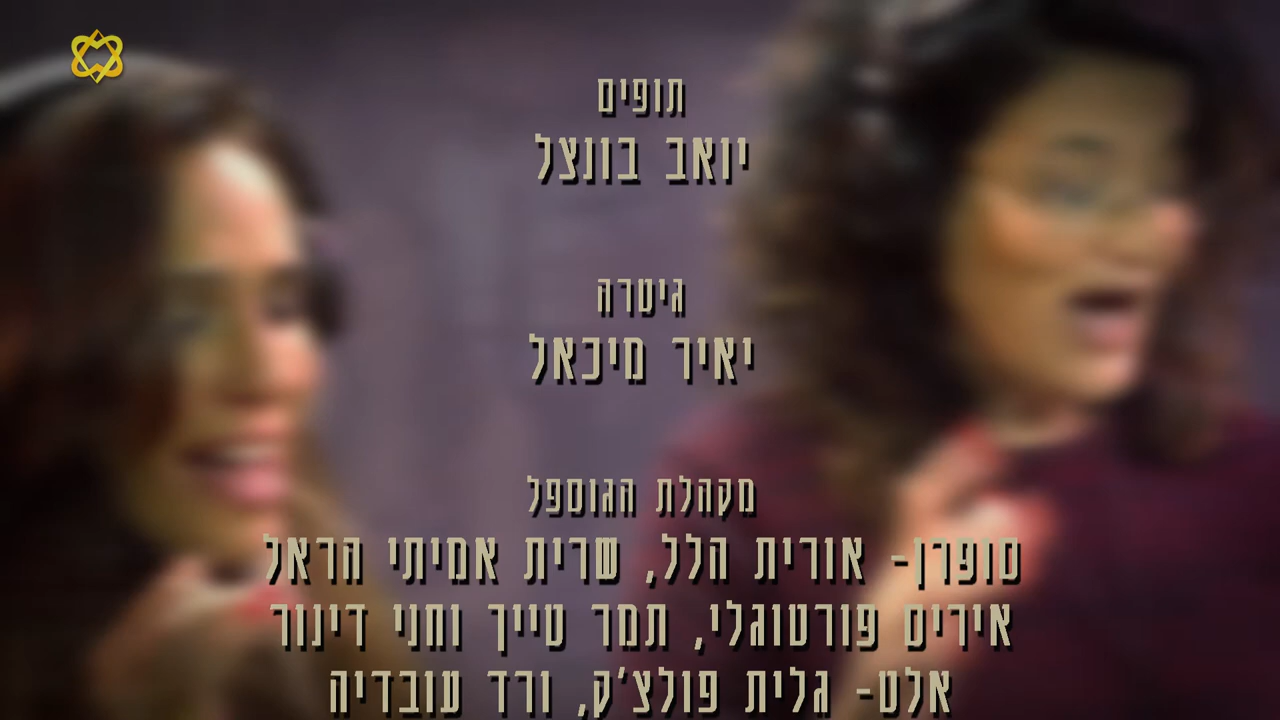 תופים
יואב בונצל
גיטרה
יאיר מיכאל
מקהלת הגוספל
סופרן- אורית הלל, שרית אמיתי הראל
איריס פורטוגלי, תמר טייך וחני דינור
אלט- גלית פולצ'ק, ורד עובדיה